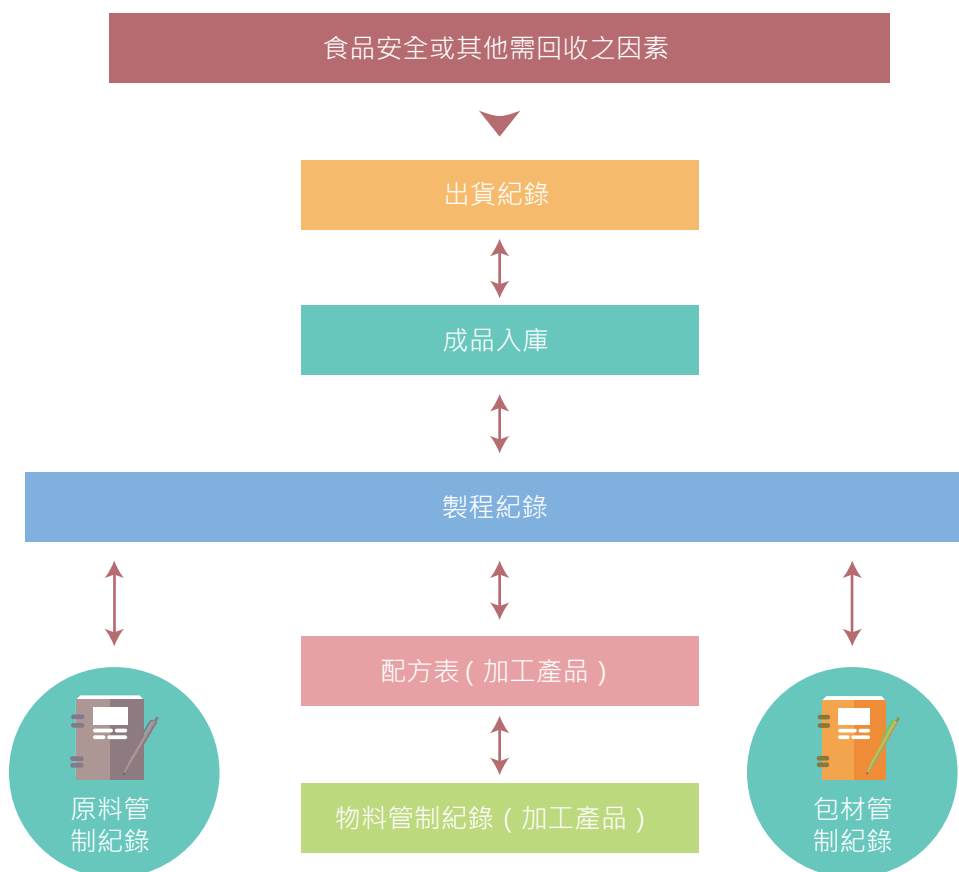 食品安全或其他需回收之因素
出貨紀錄
成品入庫
製程紀錄
配方表（加工產品）
原料管
制紀錄
物料管制紀錄（加工產品）
包材管
制紀錄